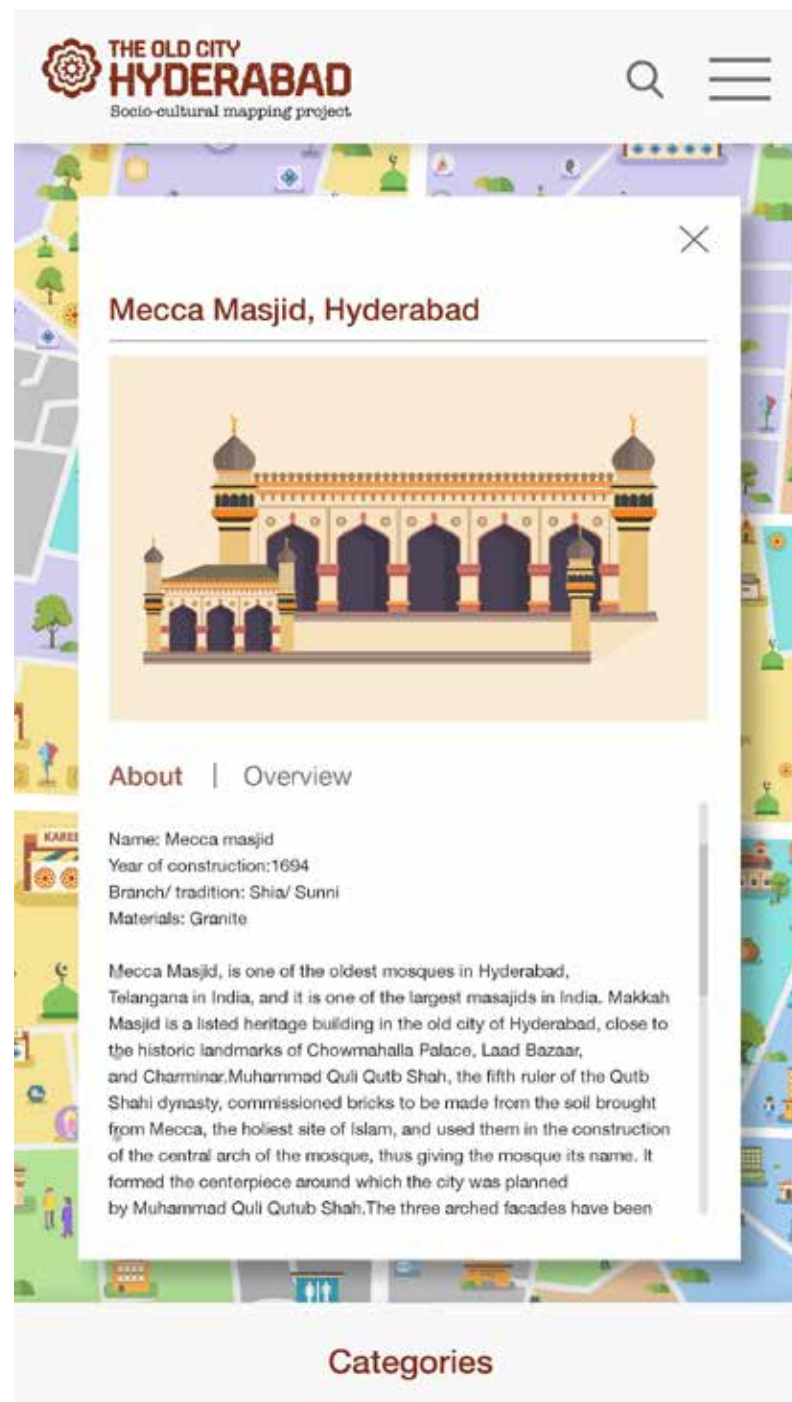 THE OLD CITY
HYDERABAD
Socio-cultural mapping project
Mecca Masjid, Hyderabad
About | Overview
Name: Mecca masjid
Year of construction:1694
Branch/ tradition: Shia/ Sunni
Materials: Granite
Mecca Masjid, is one of the oldest mosques in Hyderabad,
Telangana in India, and it is one of the largest masajids in India. Makkah
Masjid is a listed heritage building in the old city of Hyderabad, close to
the historic landmarks of Chowmahalla Palace, Laad Bazaar,
and Charminar.Muhammad Quli Qutb Shah, the fifth ruler of the Qutb
Shahi dynasty, commissioned bricks to be made from the soil brought
from Mecca, the holiest site of Islam, and used them in the construction
of the central arch of the mosque, thus giving the mosque its name. It
formed the centerpiece around which the city was planned
by Muhammad Quli Qutub Shah.The three arched facades have been
Categories